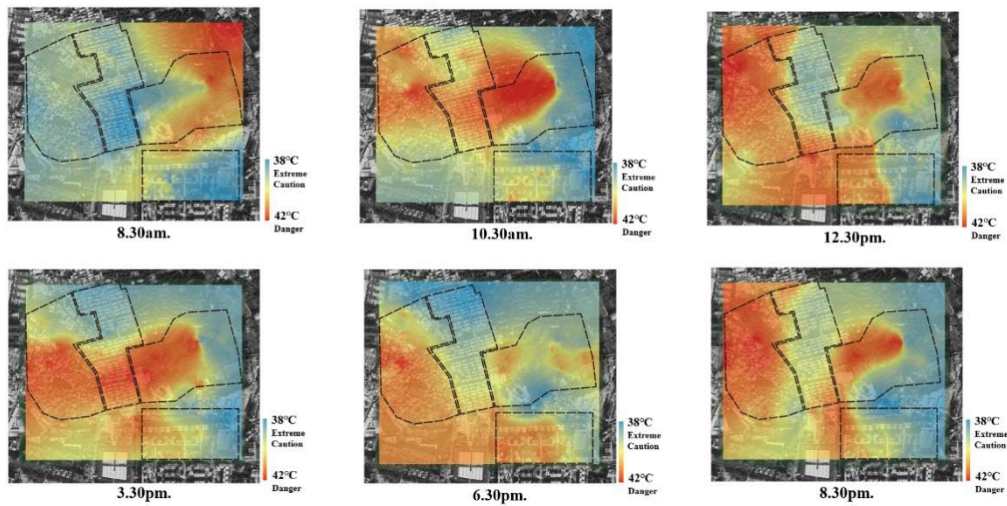 38°C
Extreme
Caution
42°C
Danger
8.30am.
38°C
Extreme
Caution
42°C
Danger
10.30am.
38°C
Extreme
Caution
42°C
Danger
12.30pm.
38°C
Extreme
Caution
42°C
Danger
3.30pm.
38°C
Extreme
Caution
42°C
Danger
6.30pm.
38°C
Extreme
Caution
42°C
Danger
8.30pm.